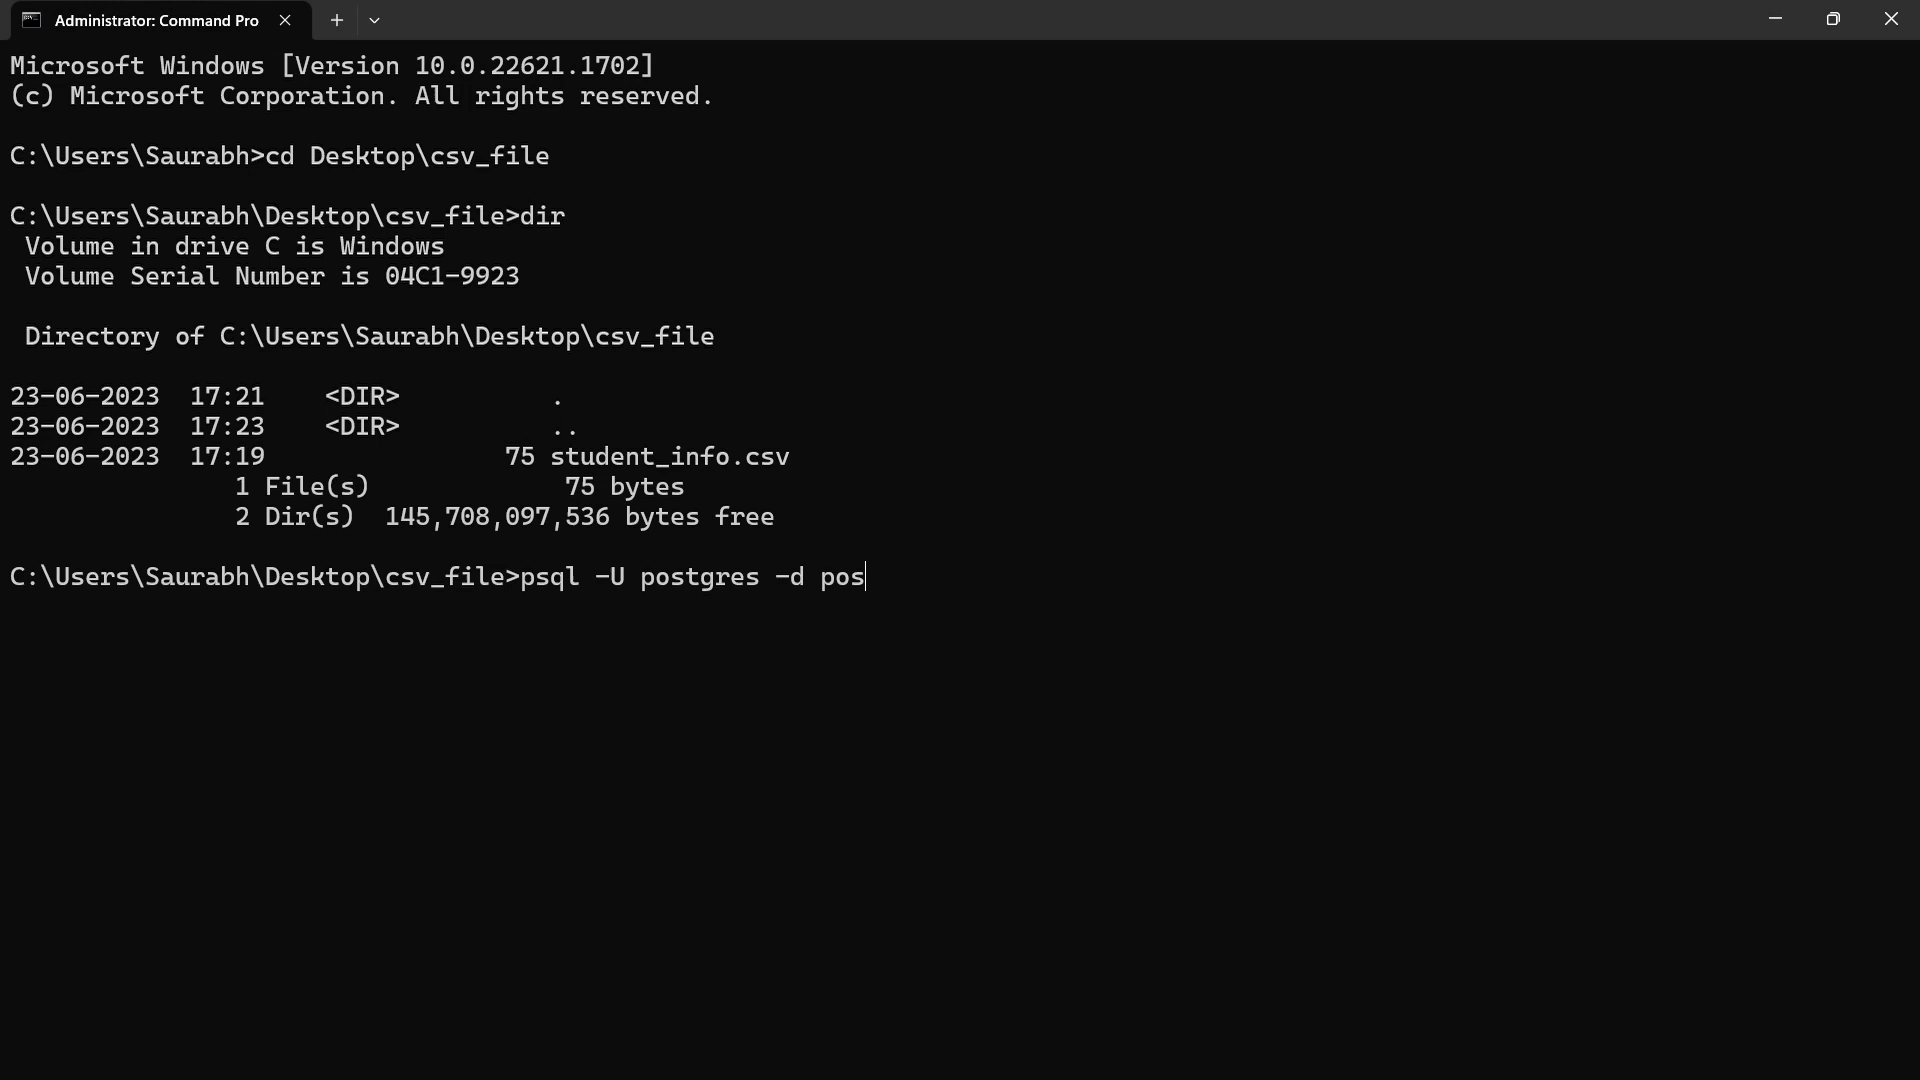 Administrator: Command Pro
Microsoft Windows [Version 10.0.22621.1702]
(c) Microsoft Corporation. All rights reserved.
C:\Users\Saurabh>cd Desktop\csv_file
C:\Users\Saurabh\Desktop\csv_file>dir
Volume in drive C is Windows
Volume Serial Number is 04C1-9923
Directory of C:\Users\Saurabh\Desktop\csv_file
23-06-2023  17:21    <DIR>          .
23-06-2023  17:23    <DIR>          ..
23-06-2023  17:19                75 student_info.csv
1 File(s)             75 bytes
2 Dir(s)  145,708,097,536 bytes free
C:\Users\Saurabh\Desktop\csv_file>psql -U postgres -d pos